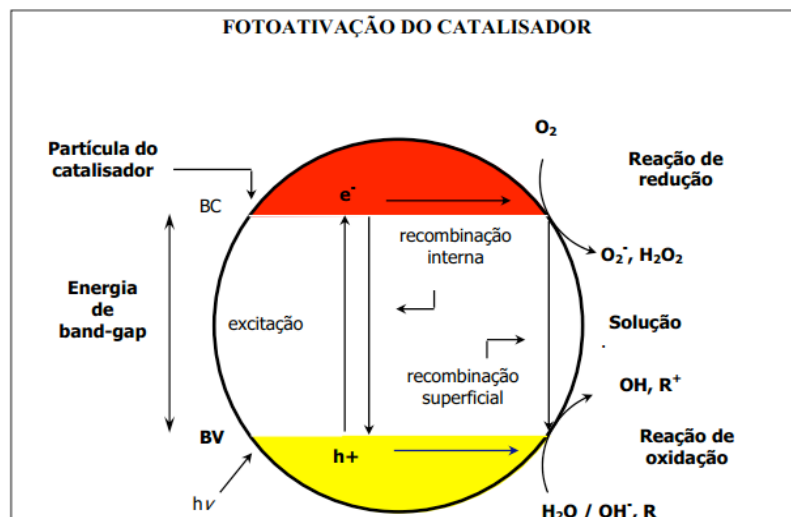 FOTOATIVAÇÃO DO CATALISADOR
Partícula do
catalisador
BC
e-
O2
Reação de
redução
recombinação
interna
O2-, H2O2
Energia
de
band-gap
excitação
Solução
.
recombinação
superficial
OH, R+
BV
h+
Reação de
oxidação
hν
H2O / OH-, R